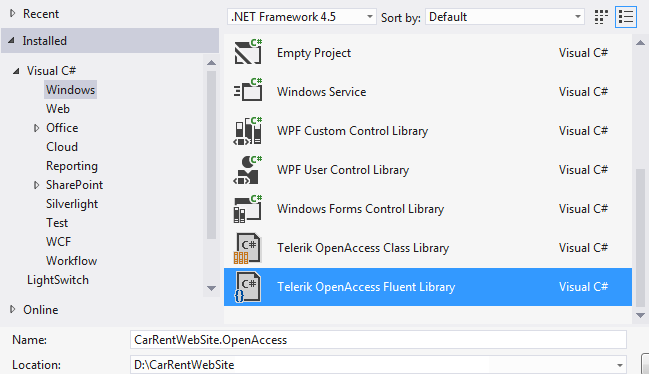 Recent
Installed
Visual C#
Windows
Web
Office
Cloud
Reporting
SharePoint
Silverlight
Test
WCF
Workflow
LightSwitch
Online
.NET Framework 4.5 Sort by: Default
C# Empty Project Visual C#
C# Windows Service Visual C#
C# WPF Custom Control Library Visual C#
C# WPF User Control Library Visual C#
C# Windows Forms Control Library Visual C#
C# Telerik OpenAccess Class Library Visual C#
C# {} Telerik OpenAccess Fluent Library Visual C#
Name: CarRentWebSite.OpenAccess
Location: D:\CarRentWebSite